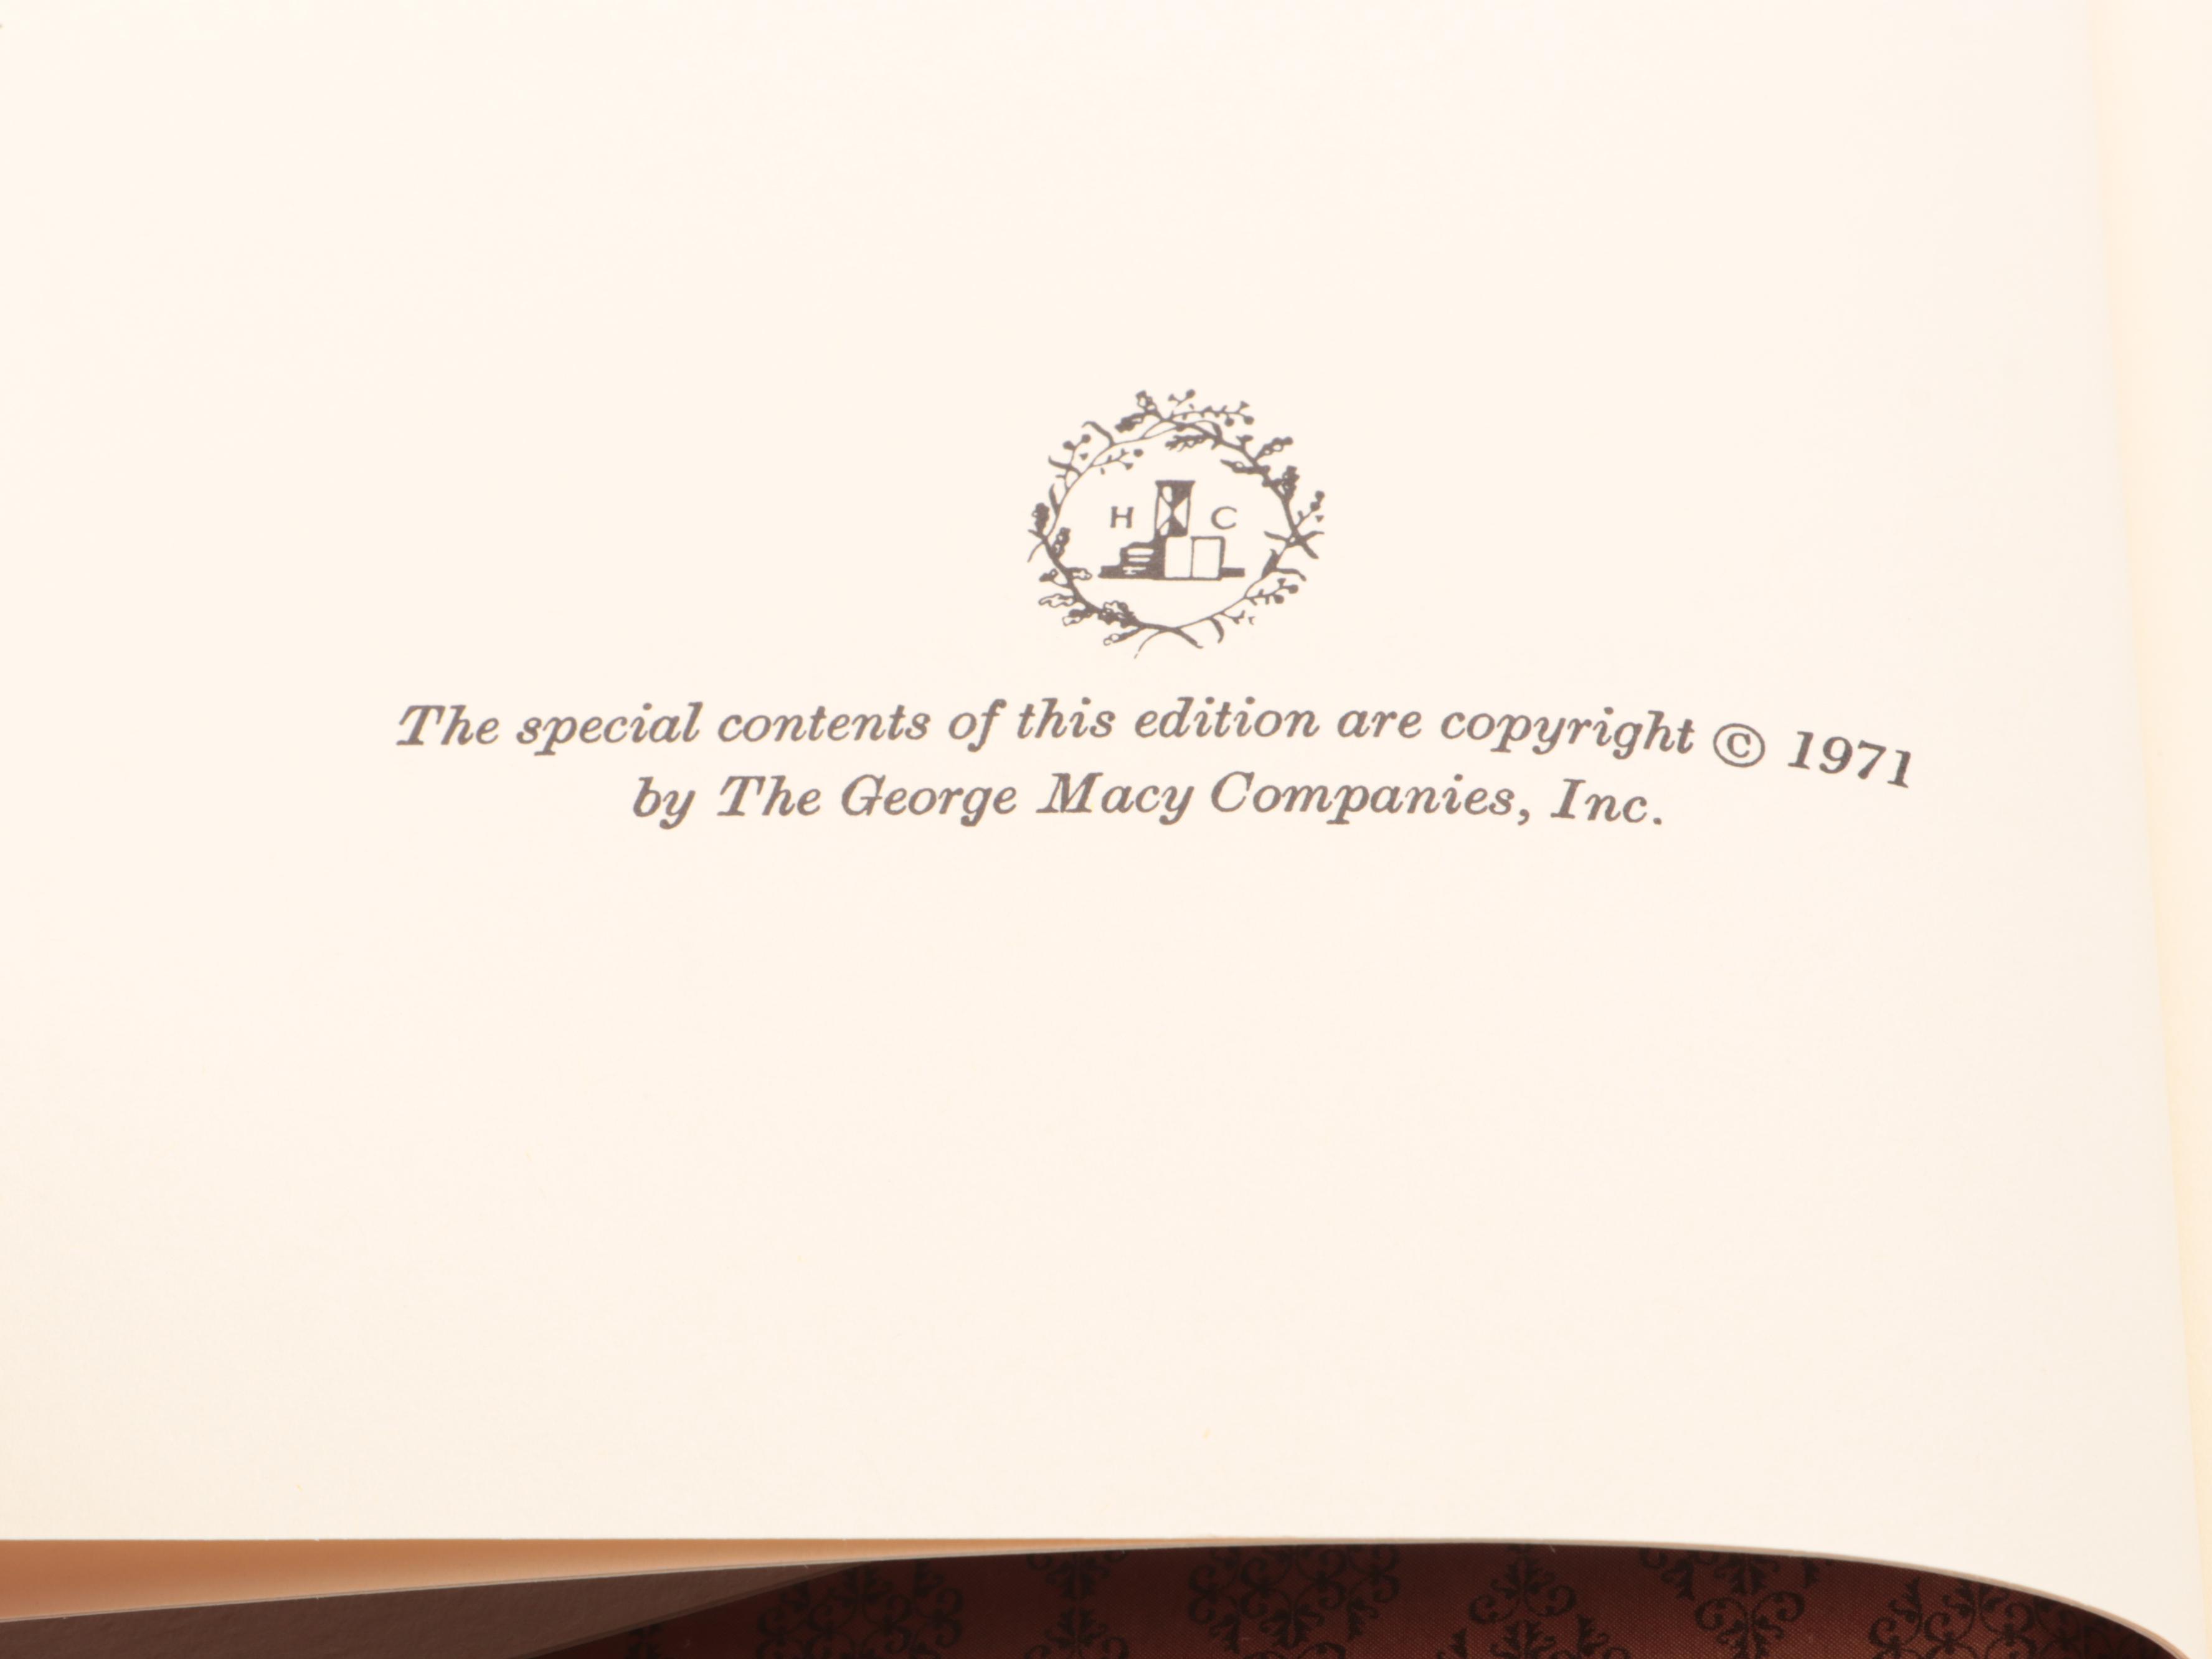 H C
The special contents of this edition are copyright © 1971
by The George Macy Companies, Inc.